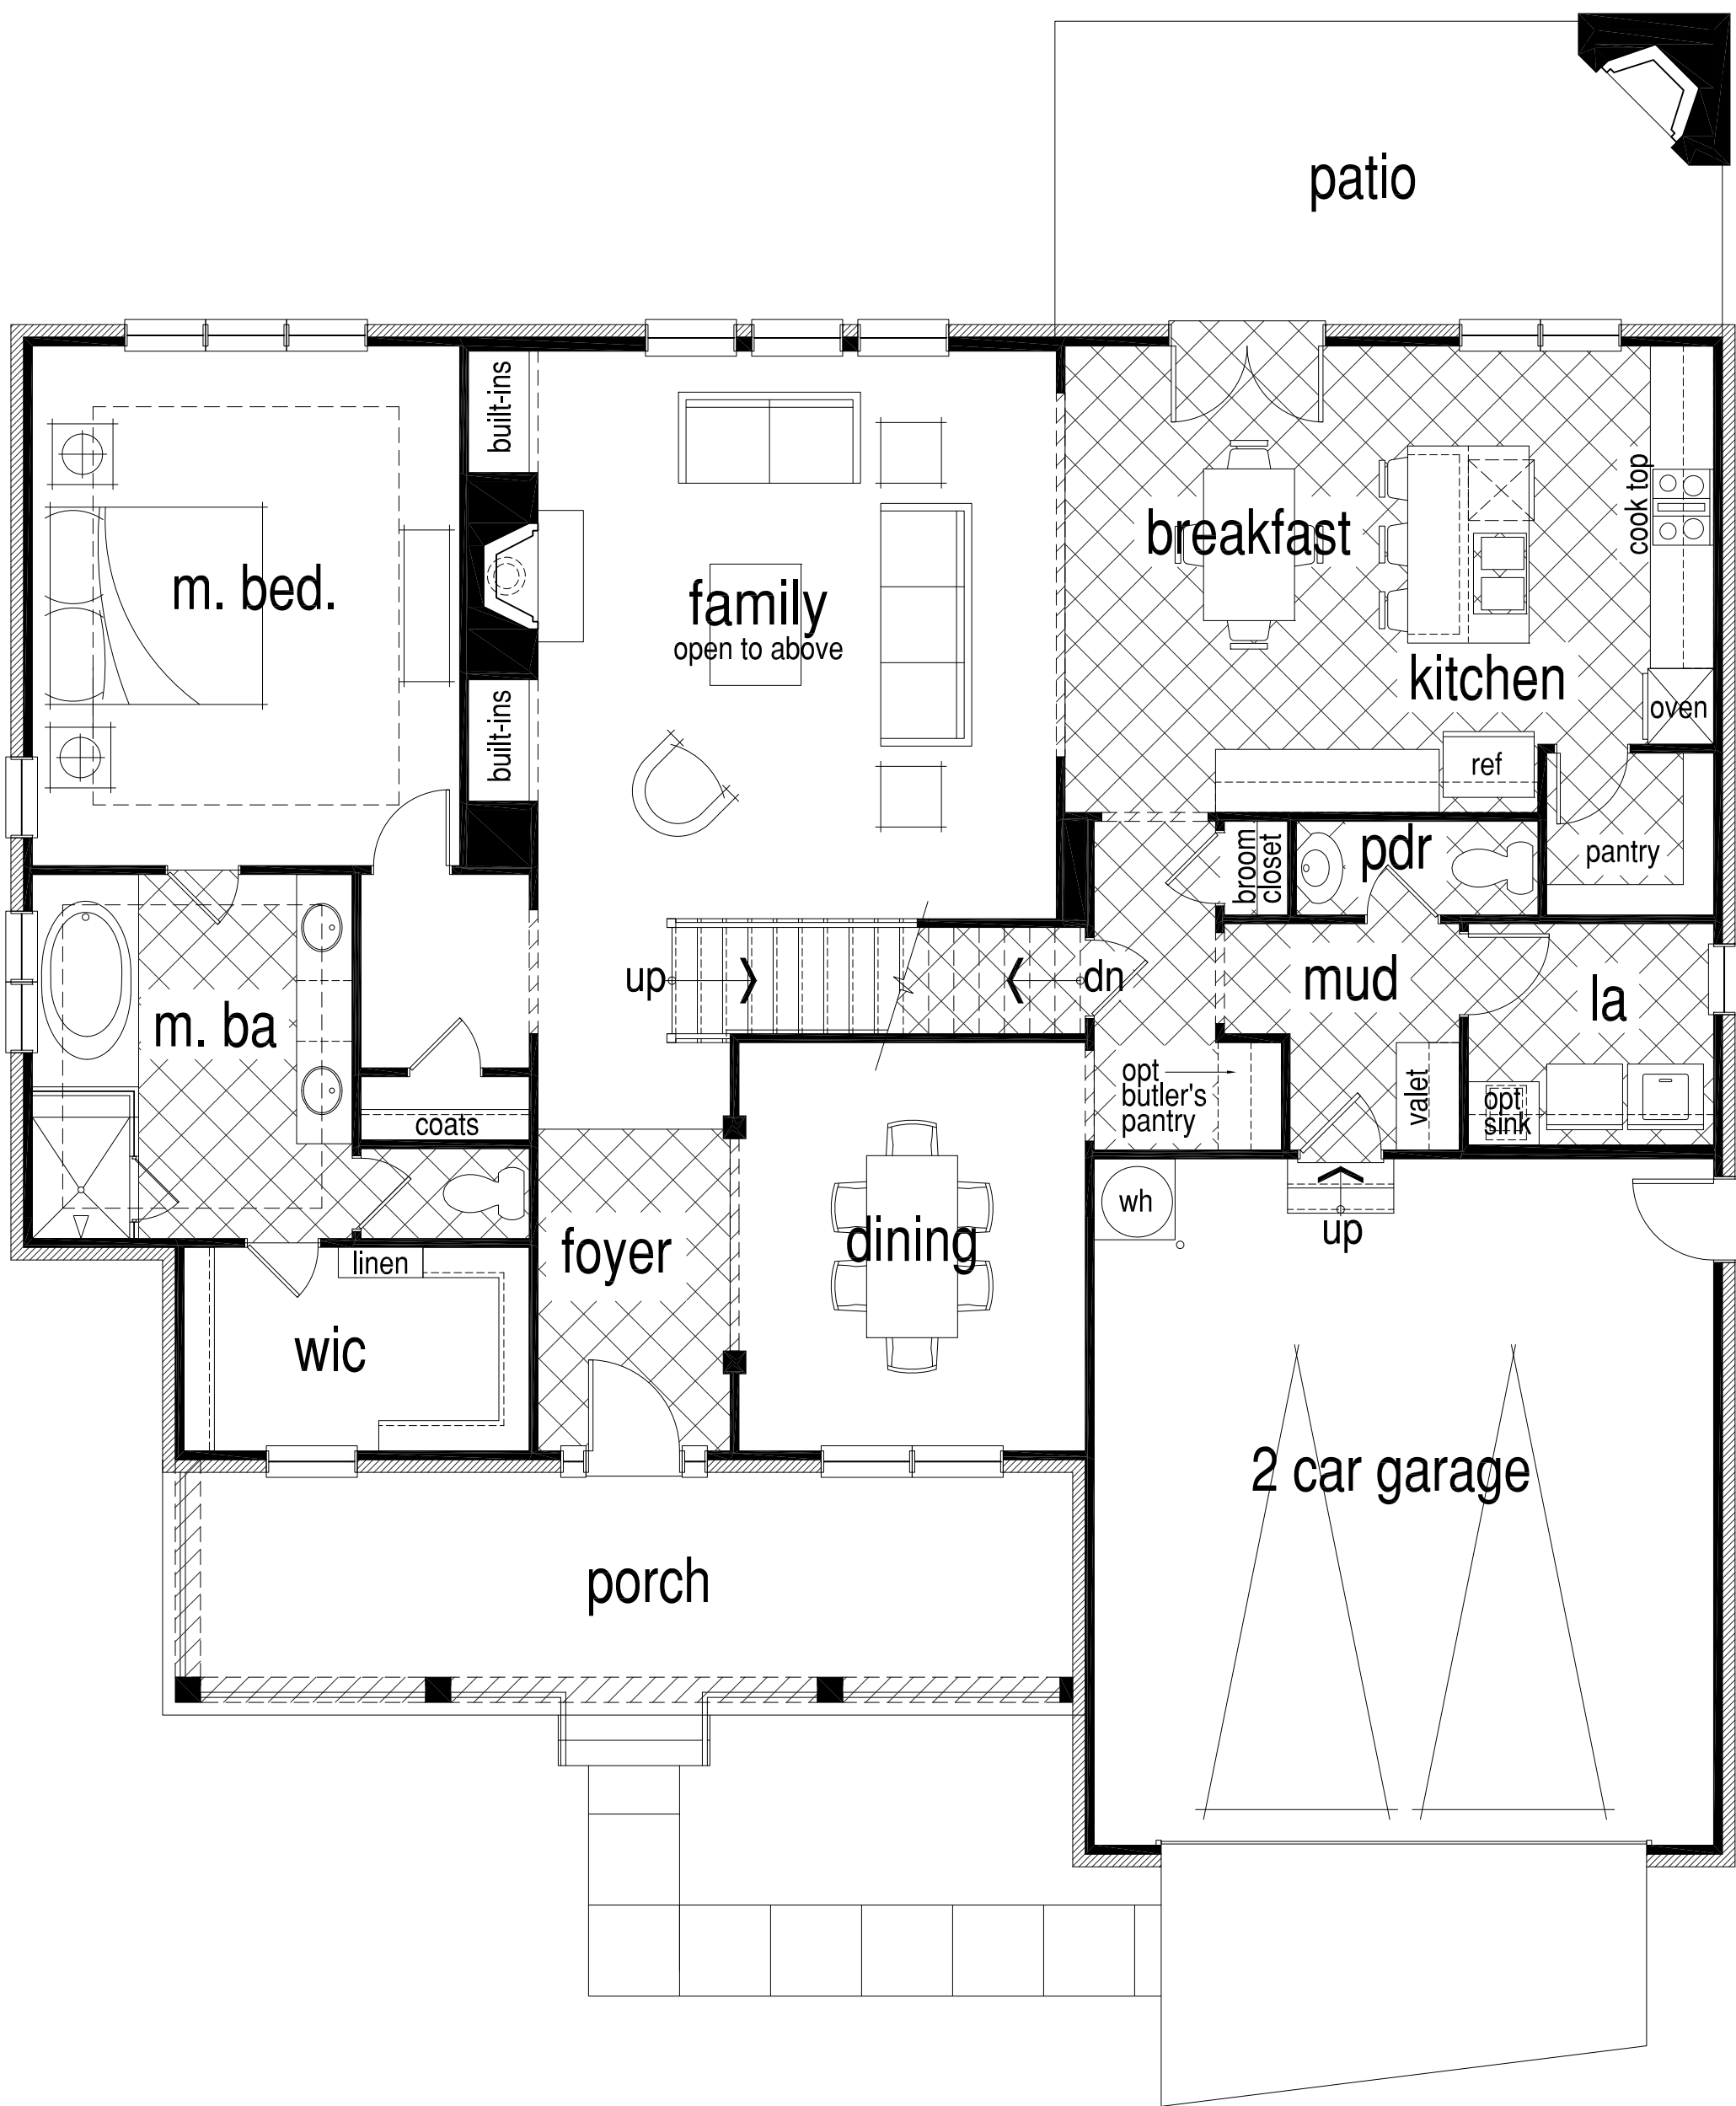 patio
built-ins
cook top
breakfast
m. bed.
family
open to above
kitchen
oven
built-ins
ref
broom
closet
pdr
pantry
up
dn
mud
la
m. ba
opt
butler's
pantry
valet
opt
sink
coats
wh
up
foyer
dining
linen
wic
2 car garage
porch